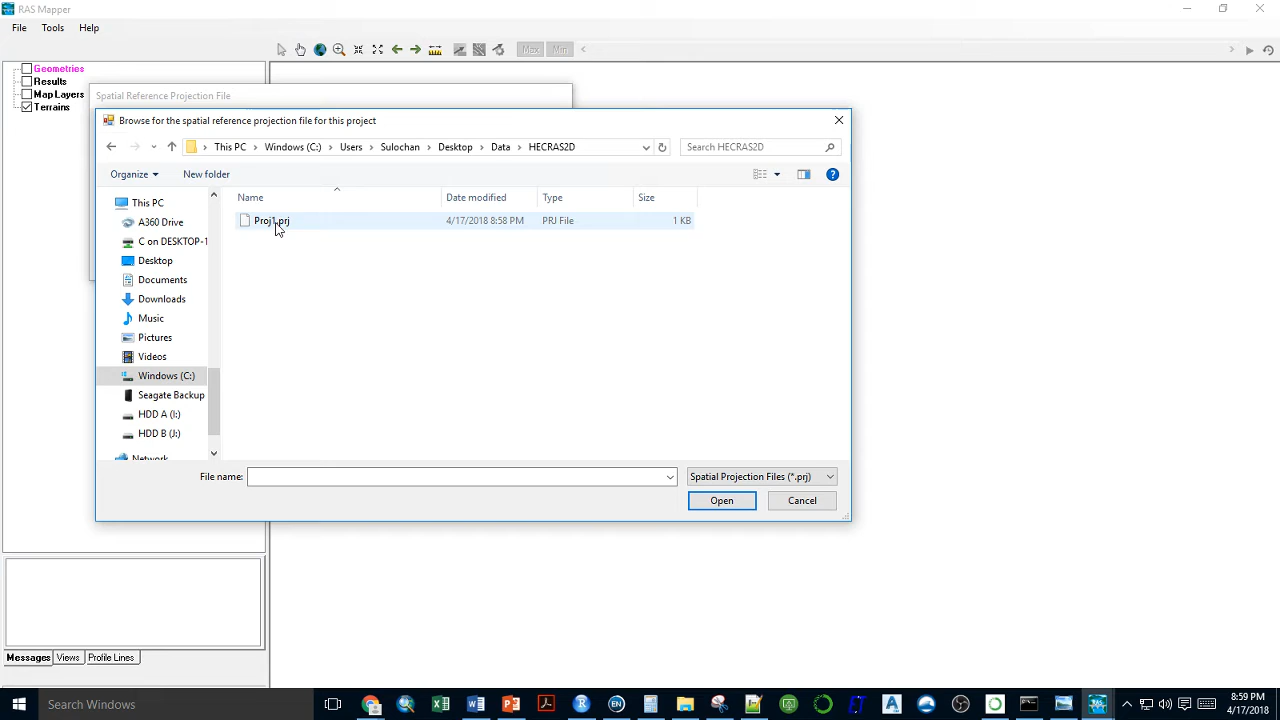 RAS Mapper
File Tools Help
Max Min
Geometries
Results
Map Layers
Terrains
Spatial Reference Projection File
Browse for the spatial reference projection file for this project
This PC > Windows (C:) > Users > Sulochan > Desktop > Data > HECRAS2D
Search HECRAS2D
Organize New folder
Name Date modified Type Size
Proj1.prj 4/17/2018 8:58 PM PRJ File 1 KB
This PC
A360 Drive
C on DESKTOP-1
Desktop
Documents
Downloads
Music
Pictures
Videos
Windows (C:)
Seagate Backup
HDD A (I:)
HDD B (J:)
Network
File name: Spatial Projection Files (*.prj)
Open Cancel
Messages Views Profile Lines
Search Windows
8:59 PM
4/17/2018